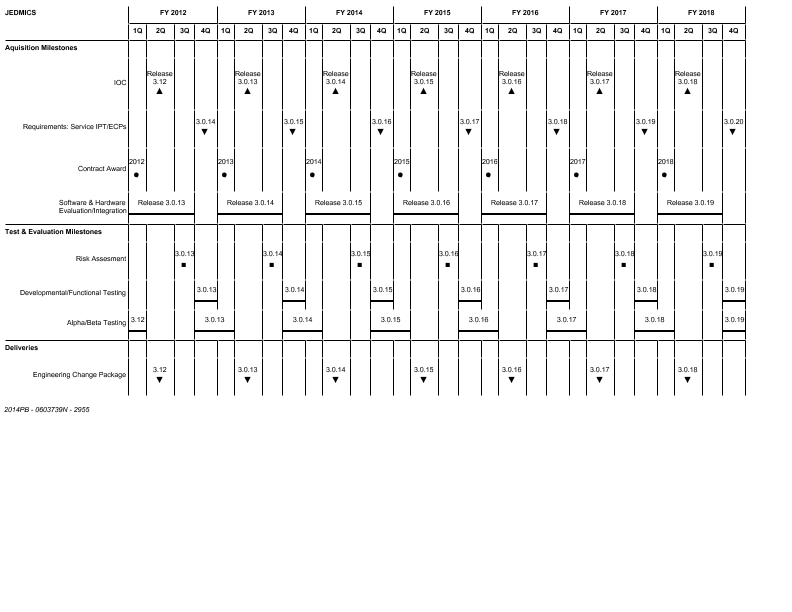 JEDMICS FY 2012 FY 2013 FY 2014 FY 2015 FY 2016 FY 2017 FY 2018
1Q 2Q 3Q 4Q 1Q 2Q 3Q 4Q 1Q 2Q 3Q 4Q 1Q 2Q 3Q 4Q 1Q 2Q 3Q 4Q 1Q 2Q 3Q 4Q 1Q 2Q 3Q 4Q
Aquisition Milestones
Release Release Release Release Release Release Release
IOC 3.12 3.0.13 3.0.14 3.0.15 3.0.16 3.0.17 3.0.18
Requirements: Service IPT/ECPs 3.0.14 3.0.15 3.0.16 3.0.17 3.0.18 3.0.19 3.0.20
Contract Award 2012 2013 2014 2015 2016 2017 2018
Software & Hardware
Evaluation/Integration Release 3.0.13 Release 3.0.14 Release 3.0.15 Release 3.0.16 Release 3.0.17 Release 3.0.18 Release 3.0.19
Test & Evaluation Milestones
Risk Assesment 3.0.13 3.0.14 3.0.15 3.0.16 3.0.17 3.0.18 3.0.19
Developmental/Functional Testing 3.0.13 3.0.14 3.0.15 3.0.16 3.0.17 3.0.18 3.0.19
Alpha/Beta Testing 3.12 3.0.13 3.0.14 3.0.15 3.0.16 3.0.17 3.0.18 3.0.19
Deliveries
Engineering Change Package 3.12 3.0.13 3.0.14 3.0.15 3.0.16 3.0.17 3.0.18
2014PB - 0603739N - 2955